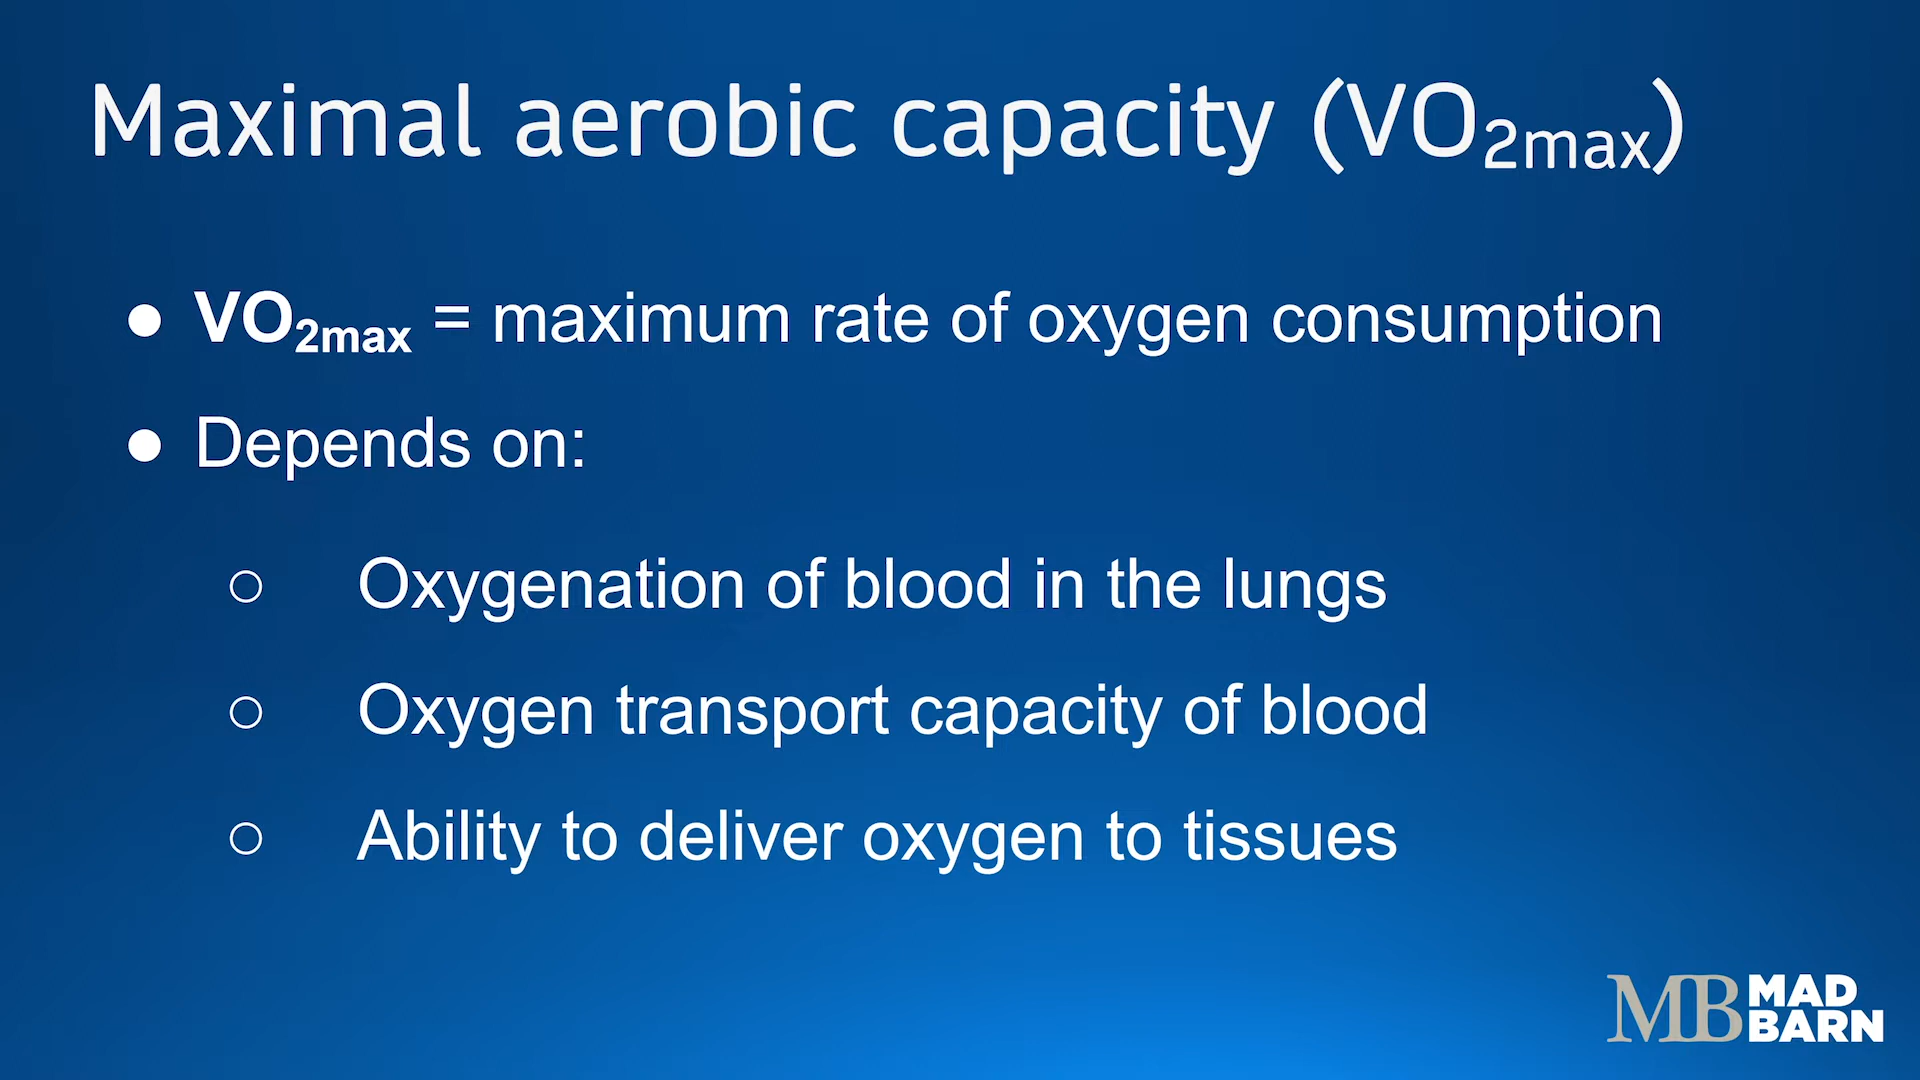 Maximal aerobic capacity (VO₂max)
● VO₂max = maximum rate of oxygen consumption
● Depends on:
○ Oxygenation of blood in the lungs
○ Oxygen transport capacity of blood
○ Ability to deliver oxygen to tissues
MB MAD
BARN